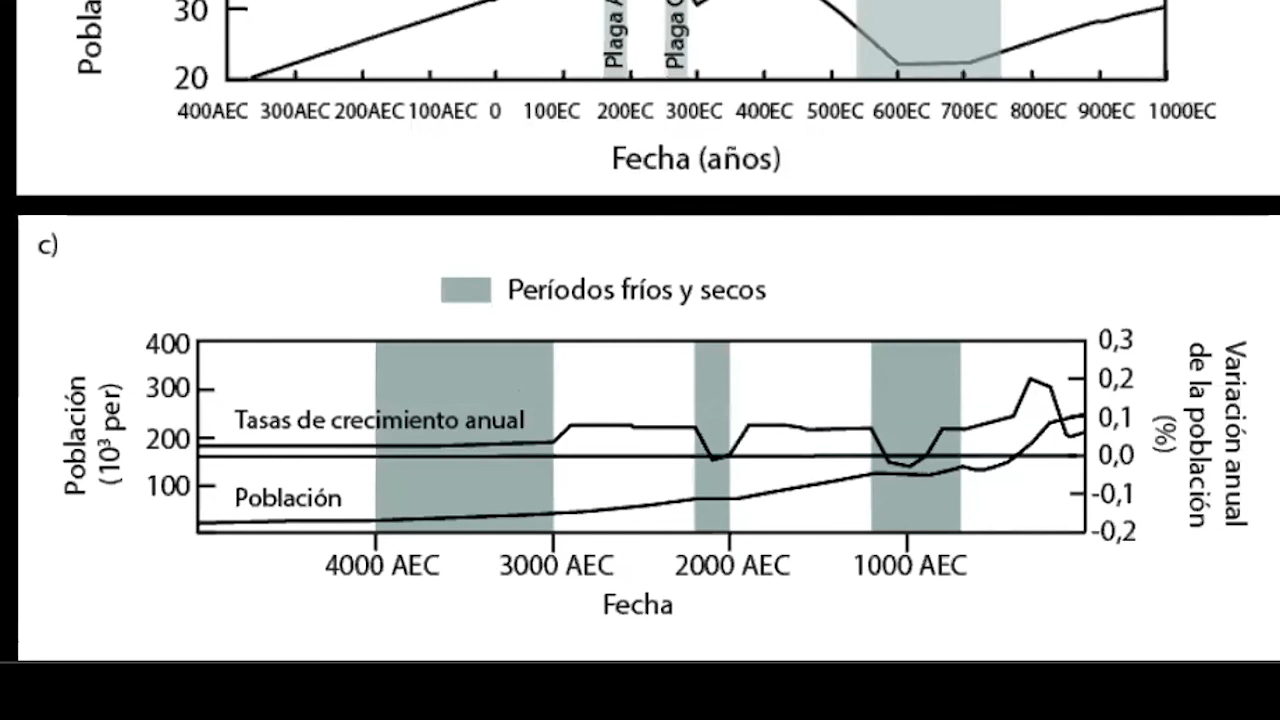 30
Pobla
Plaga
Plaga
20
400AEC 300AEC 200AEC 100AEC 0 100EC 200EC 300EC 400EC 500EC 600EC 700EC 800EC 900EC 1000EC
Fecha (años)
c)
Períodos fríos y secos
400
300
200
100
Población
(10³ per)
Tasas de crecimiento anual
Población
0,3
0,2
0,1
0,0
-0,1
-0,2
Variación anual
de la población
(%)
4000 AEC 3000 AEC 2000 AEC 1000 AEC
Fecha